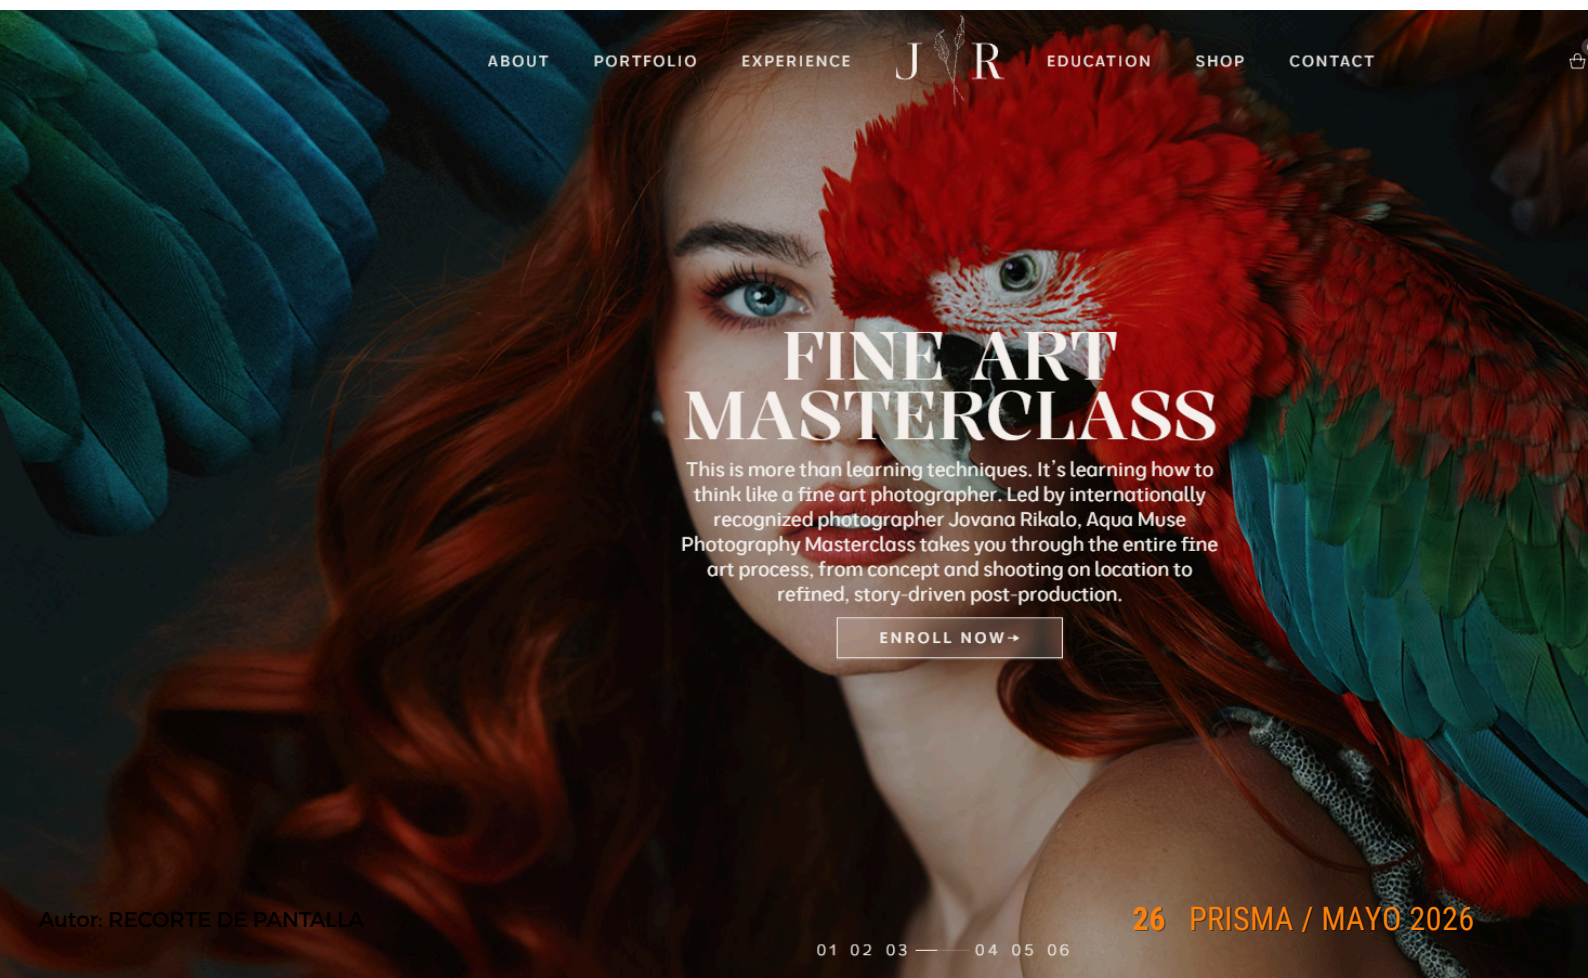 ABOUT PORTFOLIO EXPERIENCE J R EDUCATION SHOP CONTACT
FINE ART
MASTERCLASS
This is more than learning techniques. It's learning how to
think like a fine art photographer. Led by internationally
recognized photographer Jovana Rikalo, Aqua Muse
Photography Masterclass takes you through the entire fine
art process, from concept and shooting on location to
refined, story-driven post-production.
ENROLL NOW→
Autor: RECORTE DE PANTALLA
26 PRISMA / MAYO 2026
01 02 03 04 05 06